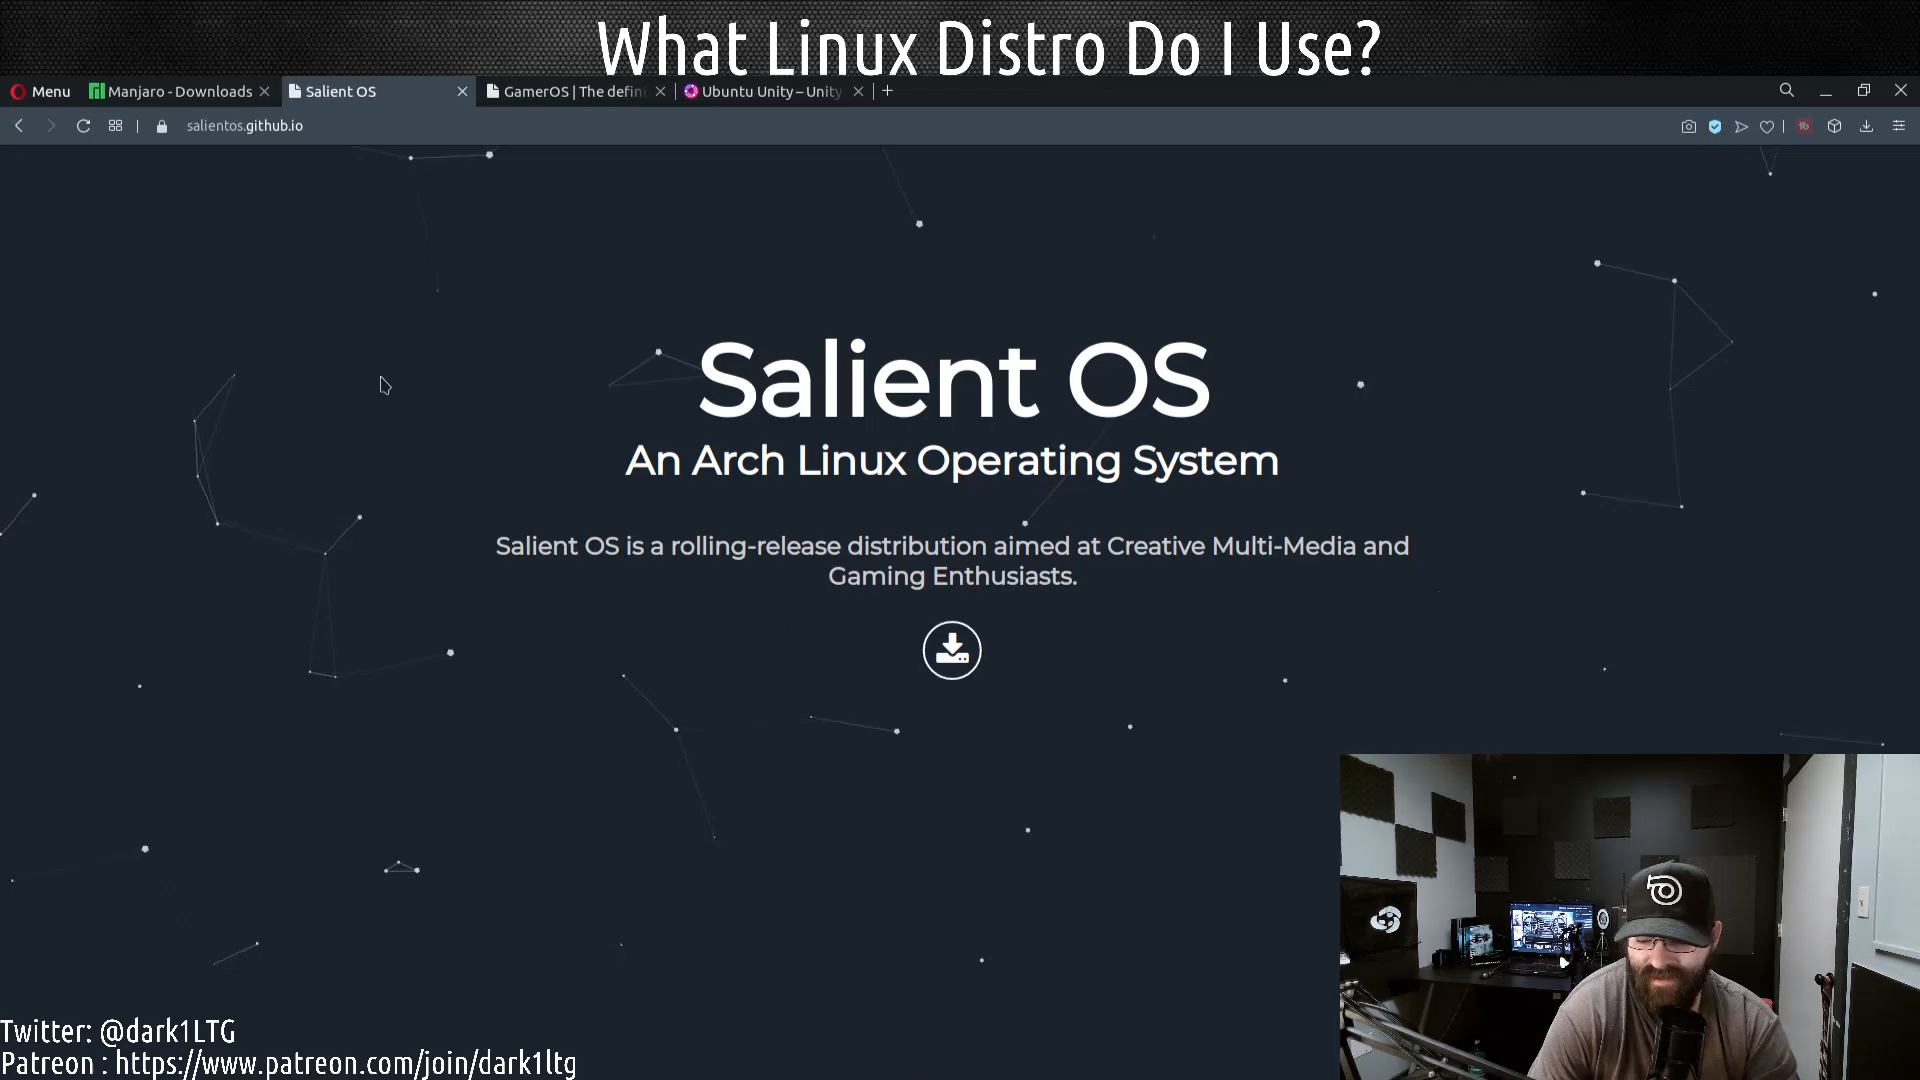 What Linux Distro Do I Use?
Menu
Manjaro - Downloads
Salient OS
GamerOS | The defin
Ubuntu Unity – Unity
salientos.github.io
Salient OS
An Arch Linux Operating System
Salient OS is a rolling-release distribution aimed at Creative Multi-Media and
Gaming Enthusiasts.
Twitter: @dark1LTG
Patreon : https://www.patreon.com/join/dark1ltg